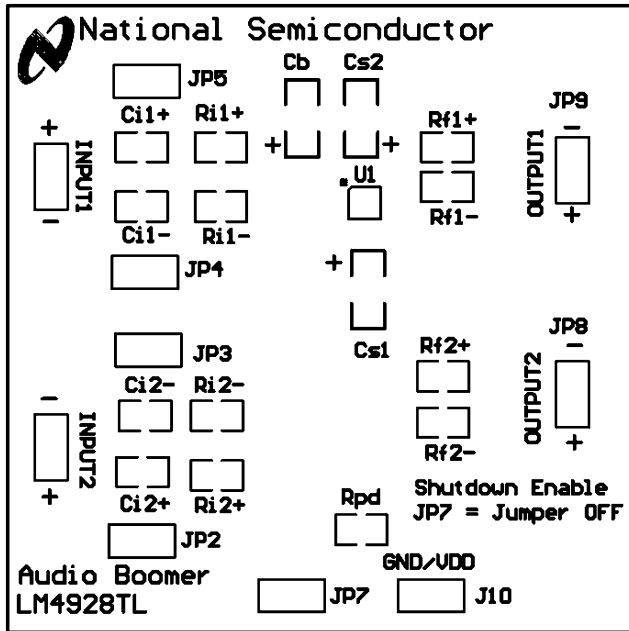 National Semiconductor
Cb Cs2
JP5
Ci1+ Ri1+
JP9
Rf1+
+ + + -
INPUT1
U1
OUTPUT1
- +
Rf1-
Ci1- Ri1-
JP4
+
JP3
Cs1
Rf2+
JP8
Ci2- Ri2-
- -
INPUT2
OUTPUT2
+ +
Rf2-
Ci2+ Ri2+
Rpd
Shutdown Enable
JP7 = Jumper OFF
JP2
GND/VDD
Audio Boomer
LM4928TL
JP7 J10